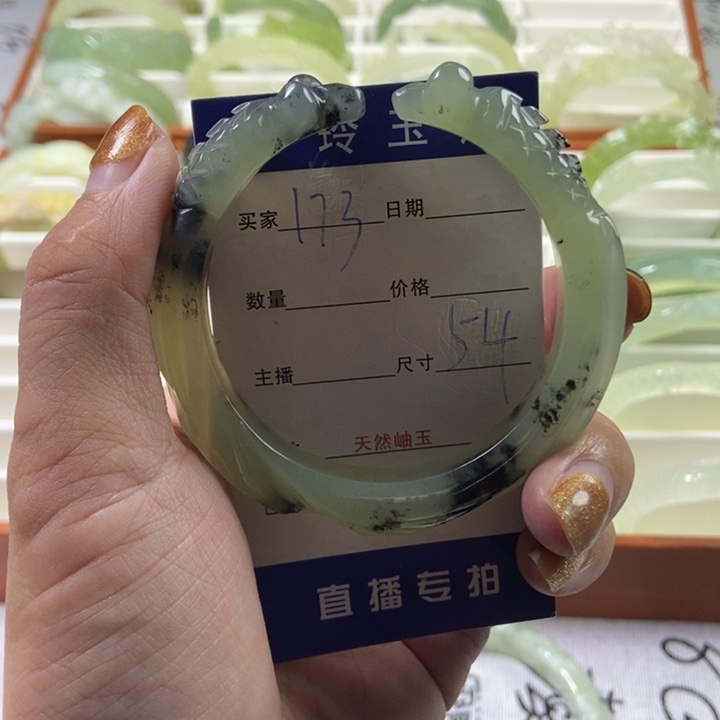 玲玉
买家 173 日期
数量 价格
主播 尺寸 54
天然岫玉
直播专拍